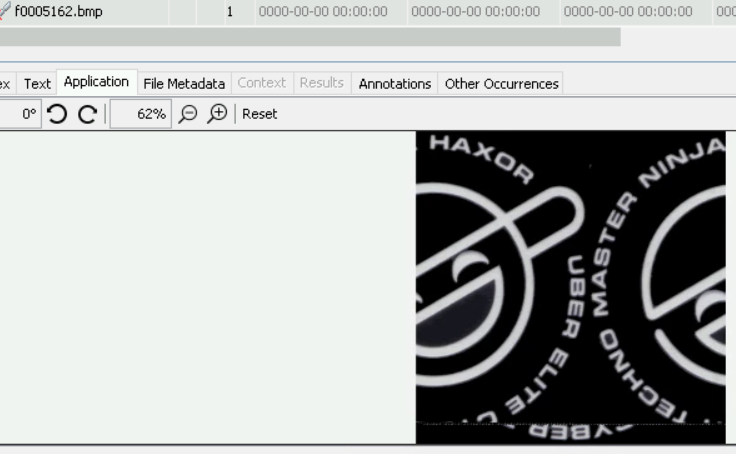 f0005162.bmp 1 0000-00-00 00:00:00 0000-00-00 00:00:00 0000-00-00 00:00:00
Text Application File Metadata Context Results Annotations Other Occurrences
0° 62% Reset
HAXOR
UBER ELITE
TECHNO MASTER NINJA
CYBER